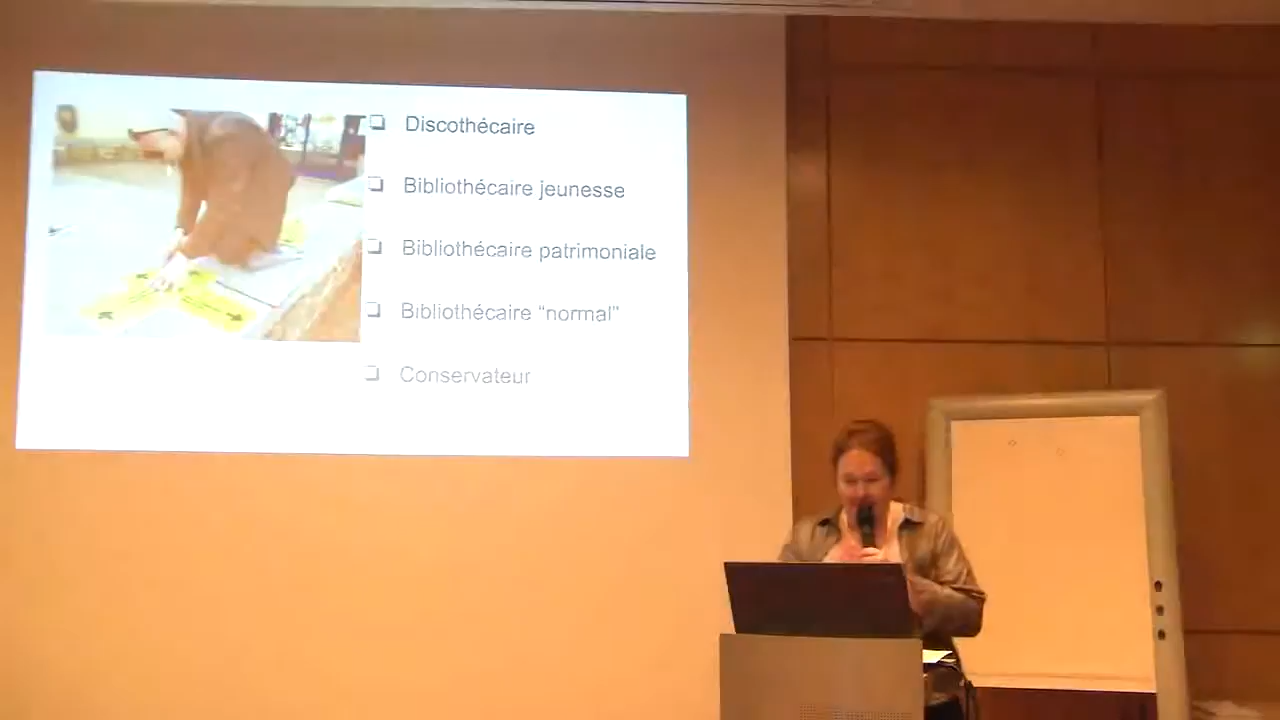 Discothécaire
Bibliothécaire jeunesse
Bibliothécaire patrimoniale
Bibliothécaire “normal”
Conservateur